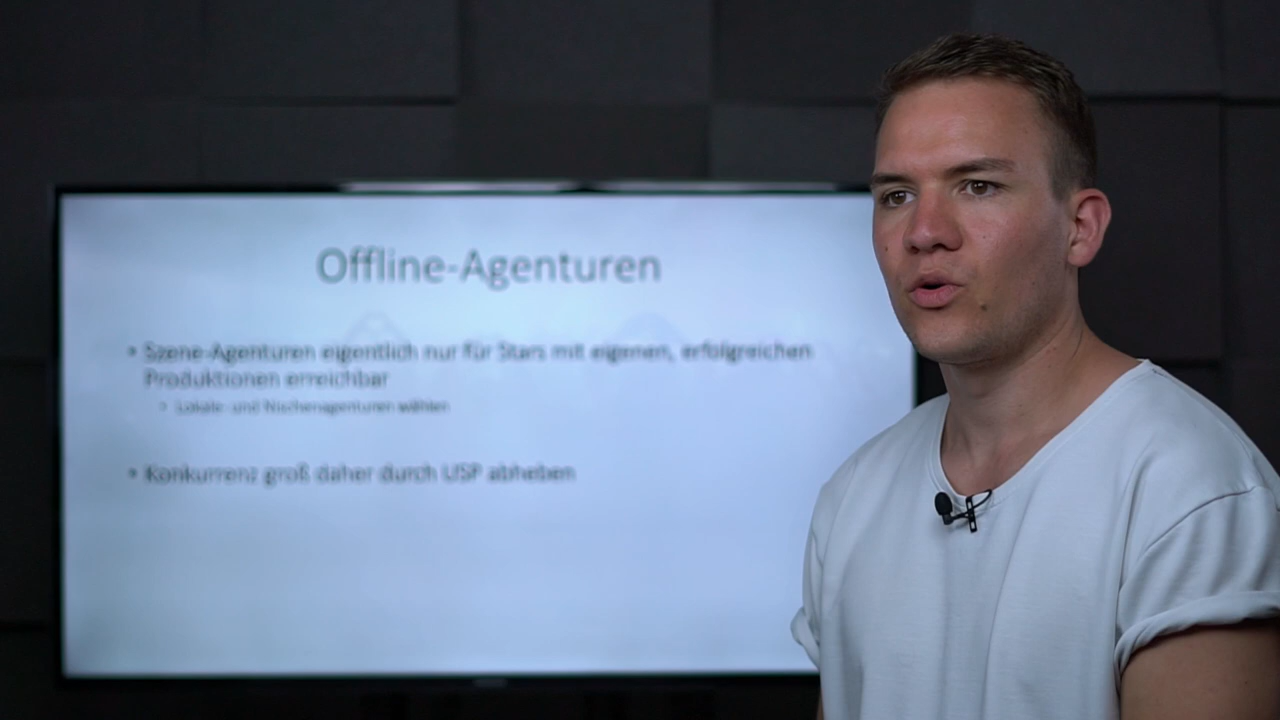 Offline-Agenturen
• Szene-Agenturen eigentlich nur für Stars mit eigenen, erfolgreichen
Produktionen erreichbar
• Lokale- und Nischenagenturen wählen
• Konkurrenz groß daher durch USP abheben